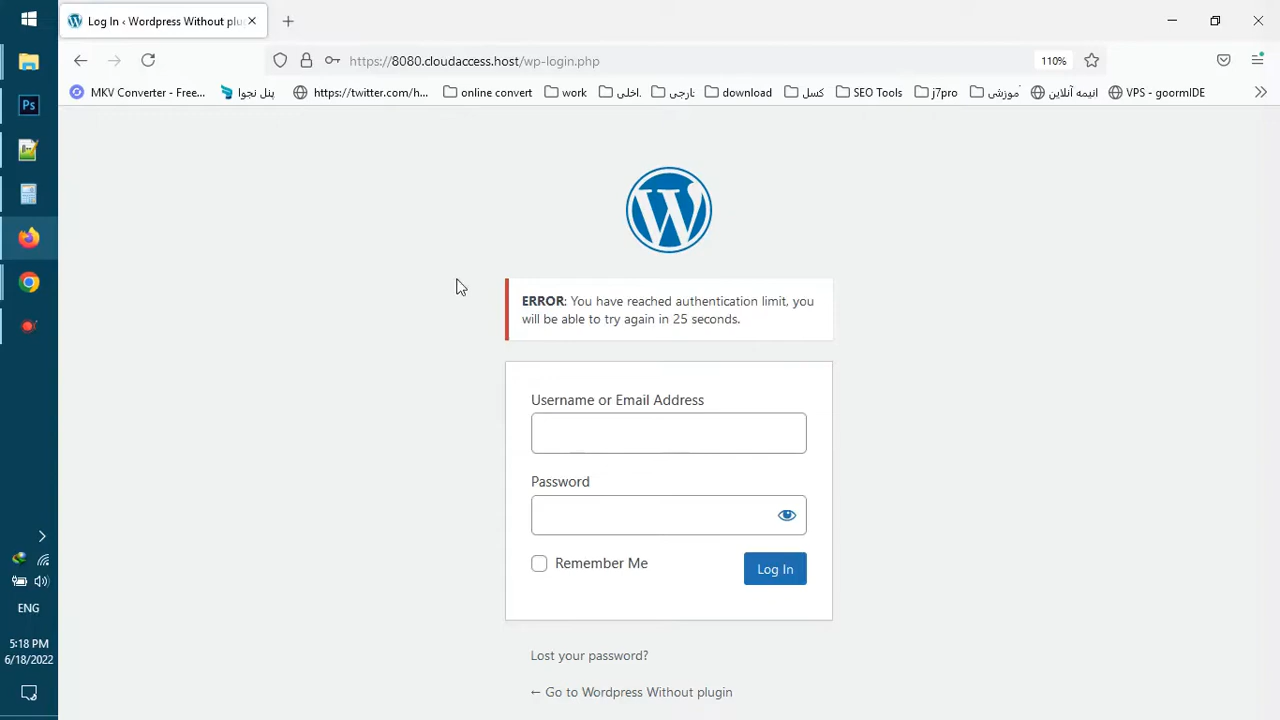 Log In ‹ Wordpress Without plu
https://8080.cloudaccess.host/wp-login.php
110%
MKV Converter - Free...
پنل نجوا
https://twitter.com/h...
online convert
work
download
کسل
SEO Tools
j7pro
انیمه آنلاین
VPS - goormIDE
Ps
W
ERROR: You have reached authentication limit, you
will be able to try again in 25 seconds.
Username or Email Address
Password
Remember Me
Log In
Lost your password?
← Go to Wordpress Without plugin
ENG
5:18 PM
6/18/2022